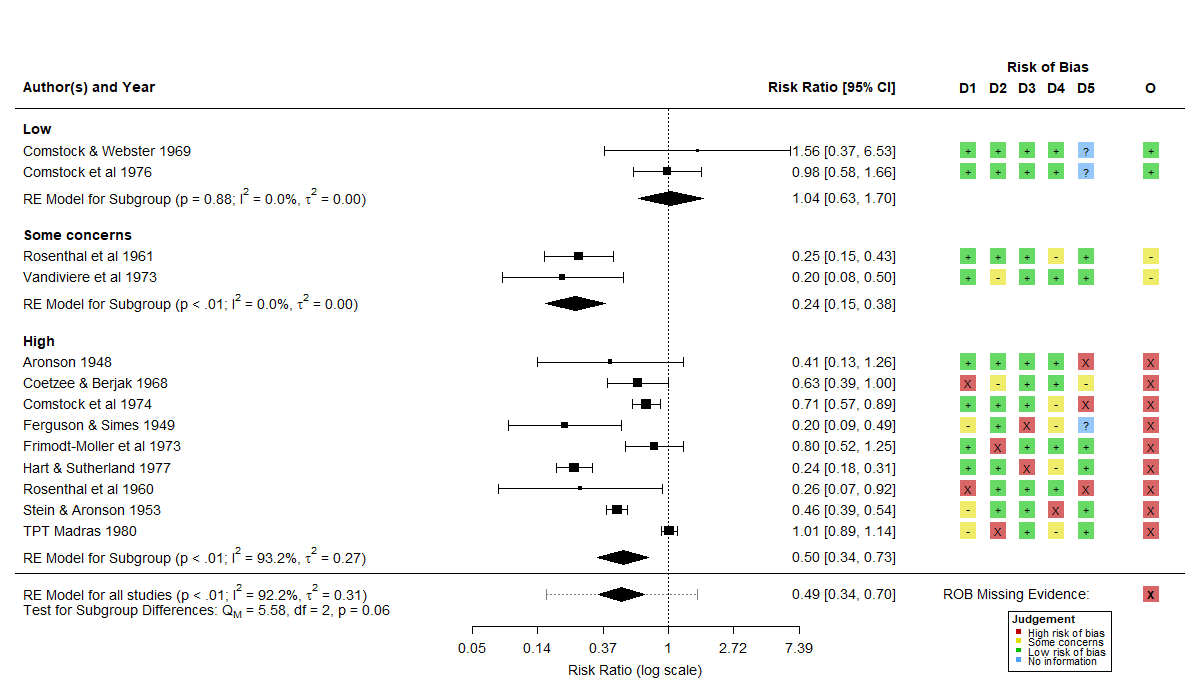 Risk of Bias
Author(s) and Year Risk Ratio [95% CI] D1 D2 D3 D4 D5 O
Low
Comstock & Webster 1969 1.56 [0.37, 6.53] + + + + ? +
Comstock et al 1976 0.98 [0.58, 1.66] + + + + ? +
RE Model for Subgroup (p = 0.88; I² = 0.0%, τ² = 0.00) 1.04 [0.63, 1.70]
Some concerns
Rosenthal et al 1961 0.25 [0.15, 0.43] + + + - + -
Vandiviere et al 1973 0.20 [0.08, 0.50] + - + + + -
RE Model for Subgroup (p < .01; I² = 0.0%, τ² = 0.00) 0.24 [0.15, 0.38]
High
Aronson 1948 0.41 [0.13, 1.26] + + + + X X
Coetzee & Berjak 1968 0.63 [0.39, 1.00] X - + + - X
Comstock et al 1974 0.71 [0.57, 0.89] + + + - X X
Ferguson & Simes 1949 0.20 [0.09, 0.49] - + X - ? X
Frimodt-Moller et al 1973 0.80 [0.52, 1.25] + X + + + X
Hart & Sutherland 1977 0.24 [0.18, 0.31] + + X - + X
Rosenthal et al 1960 0.26 [0.07, 0.92] X + + + X X
Stein & Aronson 1953 0.46 [0.39, 0.54] - + + X + X
TPT Madras 1980 1.01 [0.89, 1.14] - X + - + X
RE Model for Subgroup (p < .01; I² = 93.2%, τ² = 0.27) 0.50 [0.34, 0.73]
RE Model for all studies (p < .01; I² = 92.2%, τ² = 0.31) 0.49 [0.34, 0.70] ROB Missing Evidence: x
Test for Subgroup Differences: Q_M = 5.58, df = 2, p = 0.06
0.05 0.14 0.37 1 2.72 7.39
Risk Ratio (log scale)
Judgement
High risk of bias
Some concerns
Low risk of bias
No information